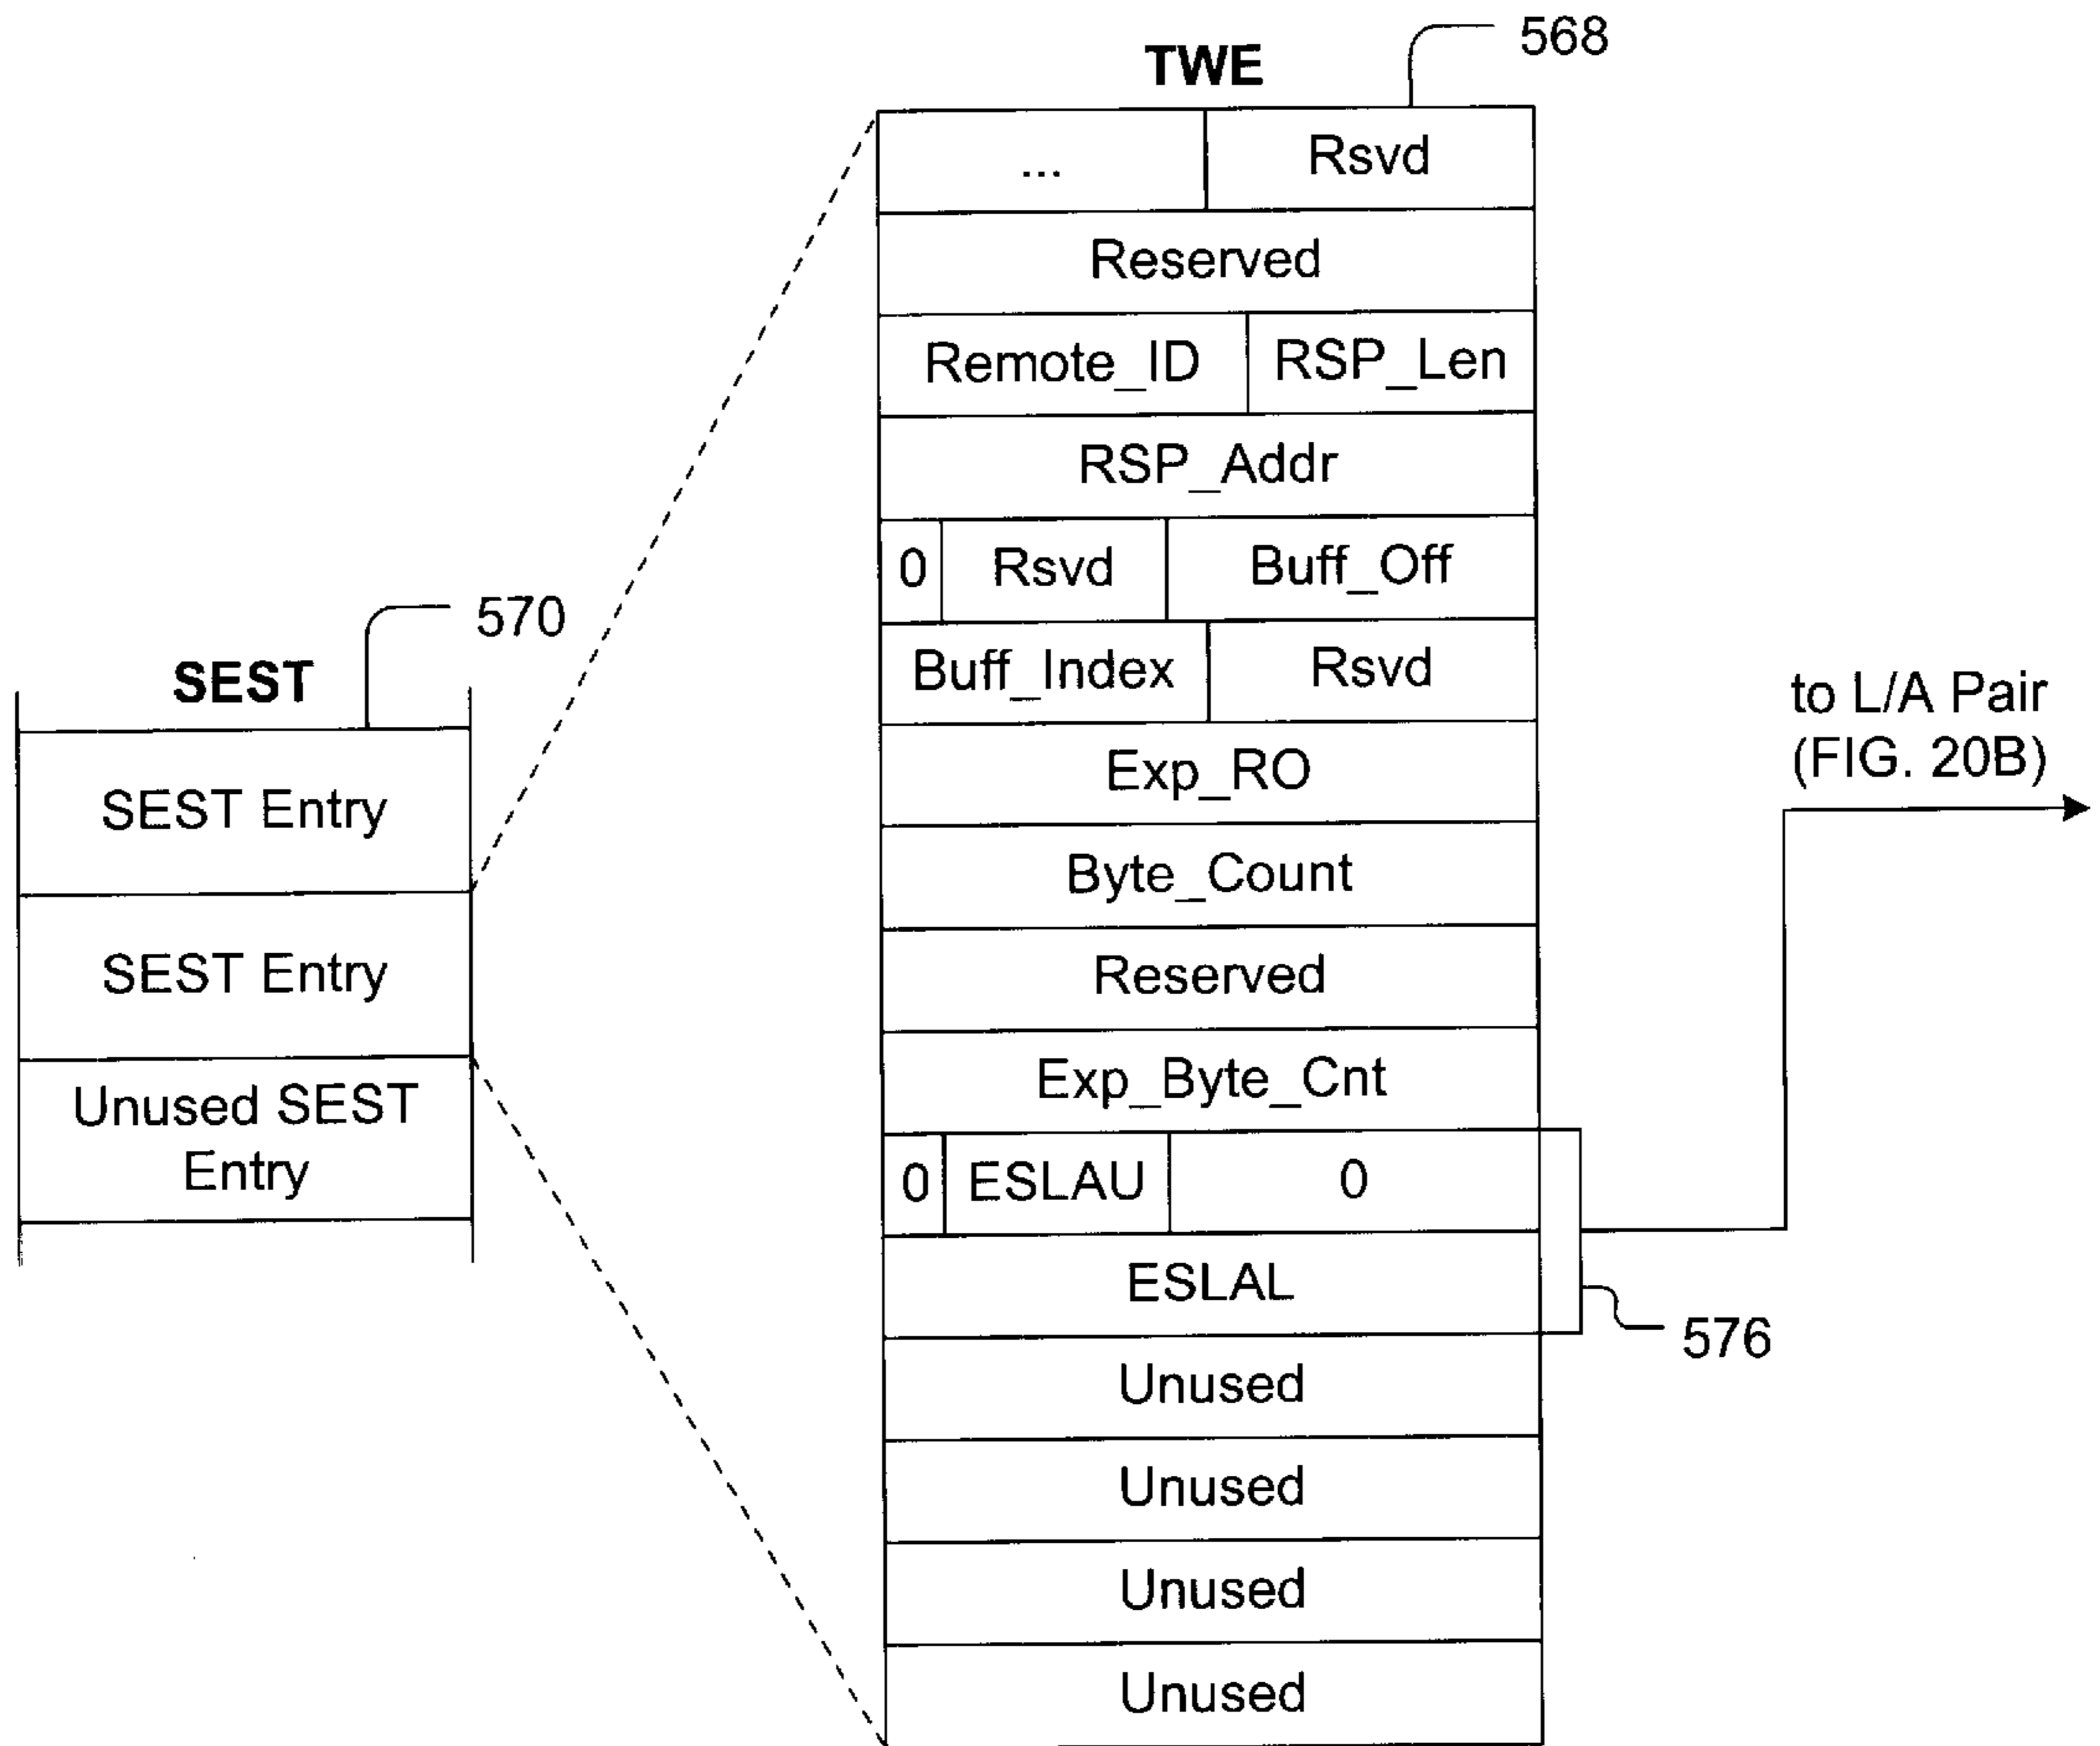 568
TWE
... Rsvd
Reserved
Remote_ID RSP_Len
RSP_Addr
0 Rsvd Buff_Off
Buff_Index Rsvd
Exp_RO
Byte_Count
Reserved
Exp_Byte_Cnt
0 ESLAU 0
ESLAL
Unused
Unused
Unused
Unused
570
SEST
SEST Entry
SEST Entry
Unused SEST
Entry
to L/A Pair
(FIG. 20B)
576